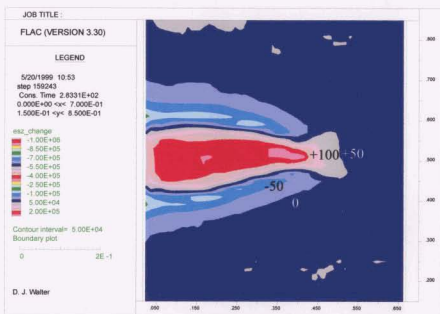 JOB TITLE :
FLAC (VERSION 3.30)
LEGEND
5/20/1999 10:53
step 159243
Cons. Time 2.8331E+02
0.000E+00 <x< 7.000E-01
1.500E-01 <y< 8.500E-01
esz_change
-1.00E+06
-8.50E+05
-7.00E+05
-5.50E+05
-4.00E+05
-2.50E+05
-1.00E+05
5.00E+04
2.00E+05
Contour interval= 5.00E+04
Boundary plot
0 2E -1
D. J. Walter
+100 +50
-50
0
.900
.800
.700
.600
.500
.400
.300
.200
.050 .150 .250 .350 .450 .550 .650